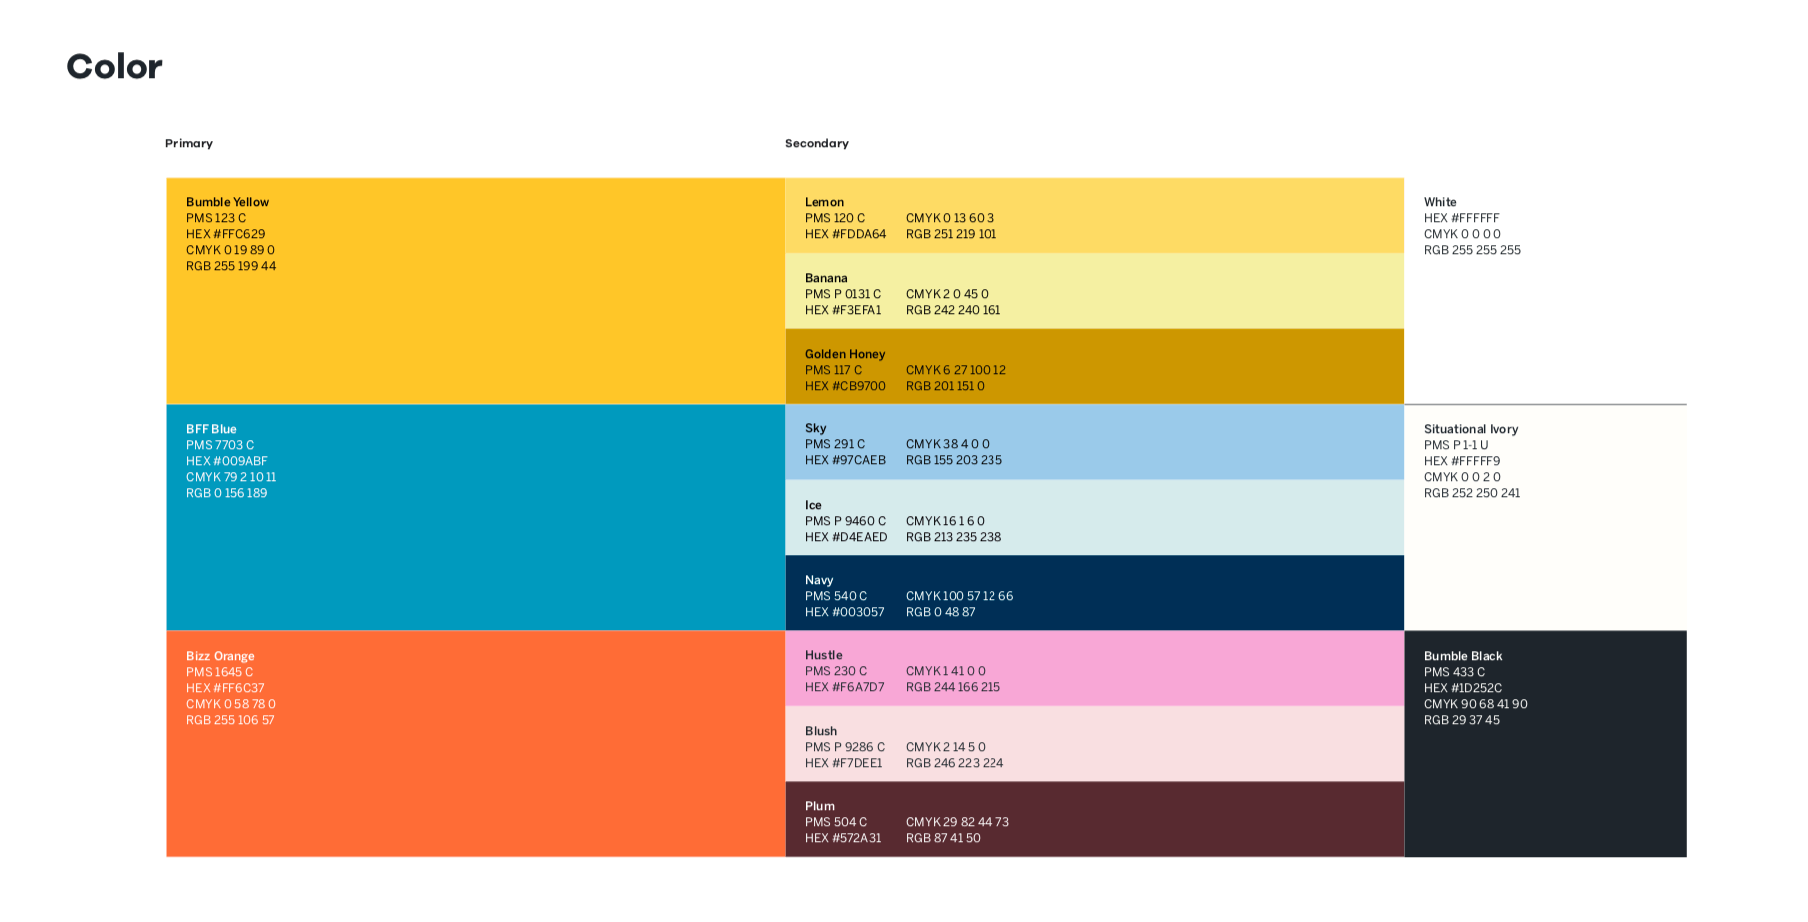 Color
Primary
Secondary
Bumble Yellow
PMS 123 C
HEX #FFC629
CMYK 0 19 89 0
RGB 255 199 44
Lemon
PMS 120 C CMYK 0 13 60 3
HEX #FDDA64 RGB 251 219 101
Banana
PMS P 0131 C CMYK 2 0 45 0
HEX #F3EFA1 RGB 242 240 161
Golden Honey
PMS 117 C CMYK 6 27 100 12
HEX #CB9700 RGB 201 151 0
White
HEX #FFFFFF
CMYK 0 0 0 0
RGB 255 255 255
BFF Blue
PMS 7703 C
HEX #009ABF
CMYK 79 2 10 11
RGB 0 156 189
Sky
PMS 291 C CMYK 38 4 0 0
HEX #97CAEB RGB 155 203 235
Ice
PMS P 9460 C CMYK 16 1 6 0
HEX #D4EAED RGB 213 235 238
Navy
PMS 540 C CMYK 100 57 12 66
HEX #003057 RGB 0 48 87
Situational Ivory
PMS P 1-1 U
HEX #FFFFF9
CMYK 0 0 2 0
RGB 252 250 241
Bizz Orange
PMS 1645 C
HEX #FF6C37
CMYK 0 58 78 0
RGB 255 106 57
Hustle
PMS 230 C CMYK 1 41 0 0
HEX #F6A7D7 RGB 244 166 215
Blush
PMS P 9286 C CMYK 2 14 5 0
HEX #F7DEE1 RGB 246 223 224
Plum
PMS 504 C CMYK 29 82 44 73
HEX #572A31 RGB 87 41 50
Bumble Black
PMS 433 C
HEX #1D252C
CMYK 90 68 41 90
RGB 29 37 45